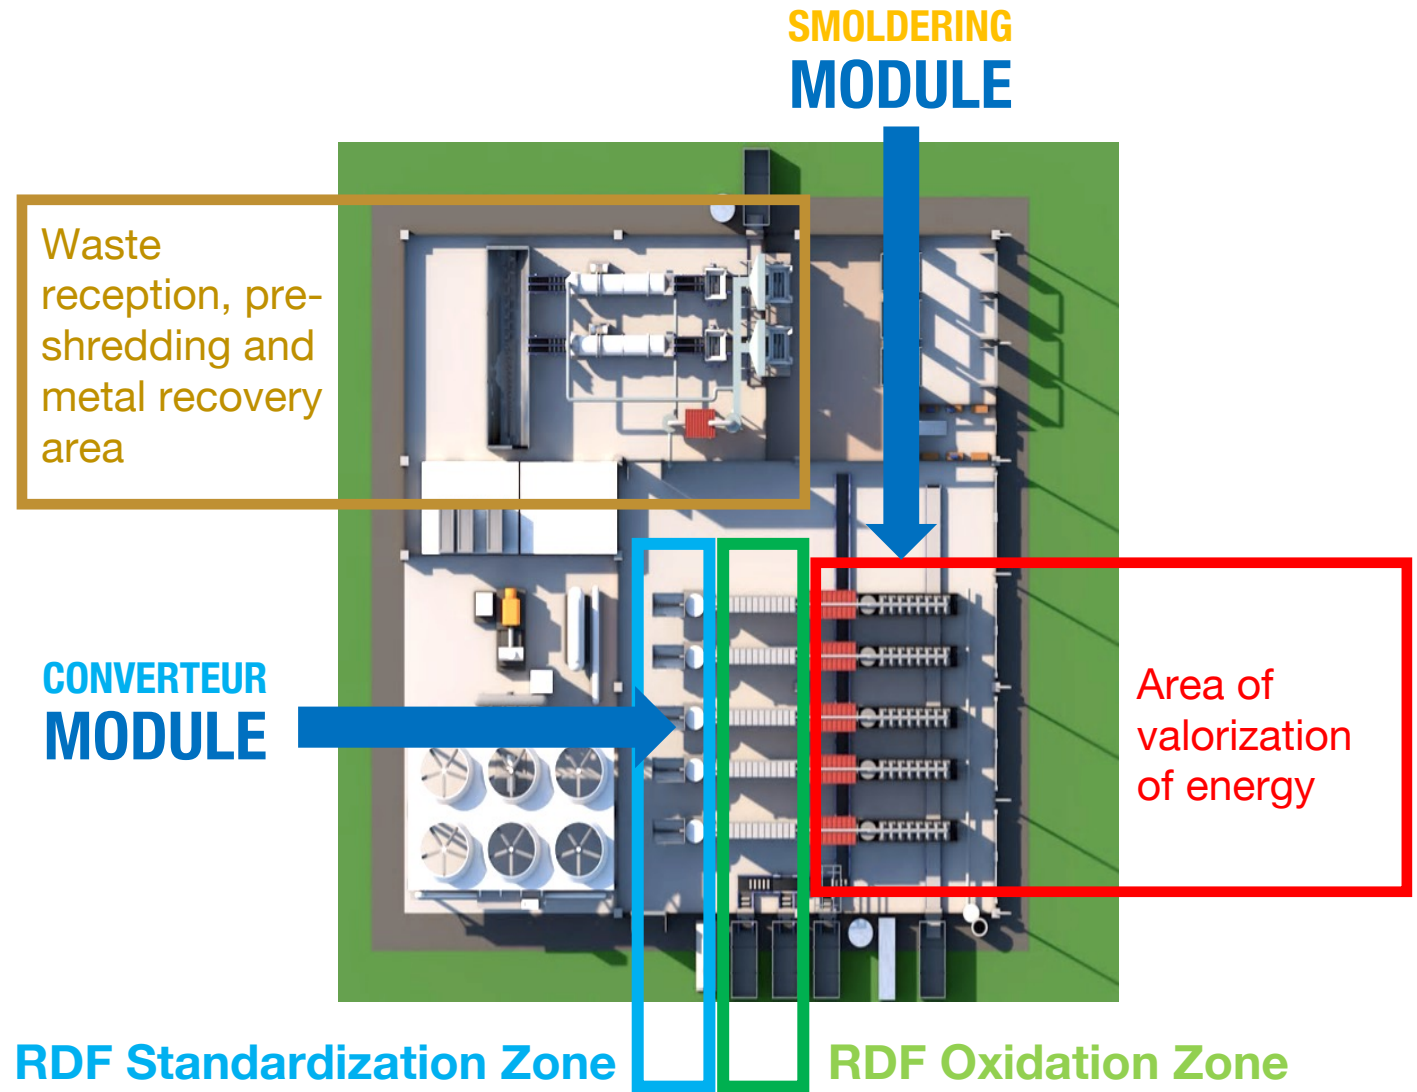 SMOLDERING
MODULE
Waste
reception, pre-
shredding and
metal recovery
area
CONVERTEUR
MODULE
Area of
valorization
of energy
RDF Standardization Zone
RDF Oxidation Zone